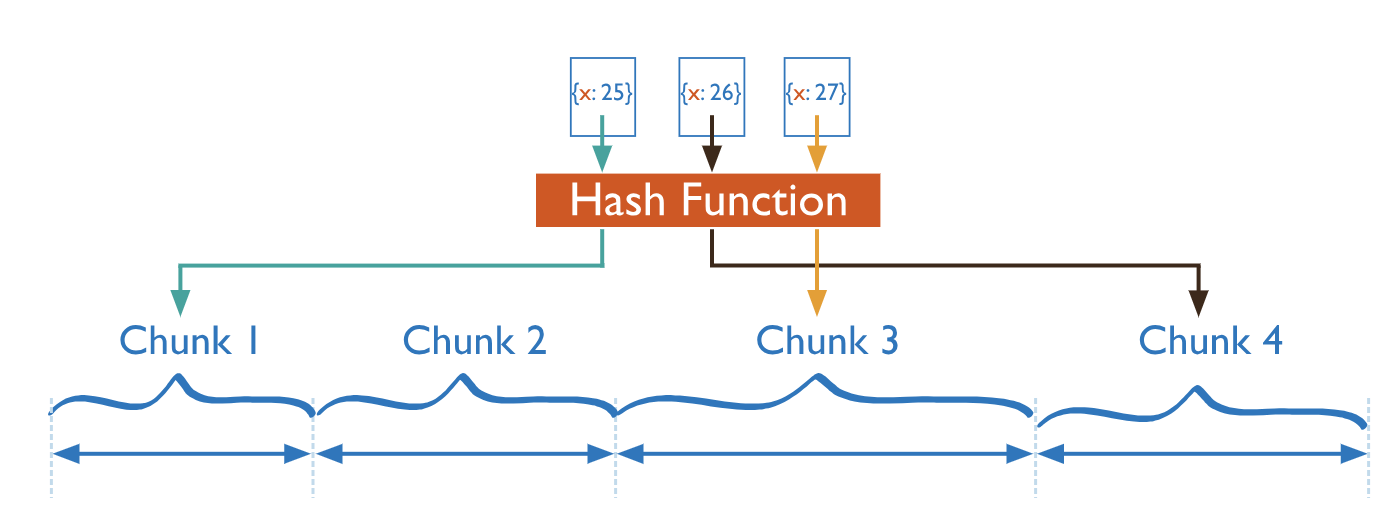 {x: 25} {x: 26} {x: 27}
Hash Function
Chunk 1 Chunk 2 Chunk 3 Chunk 4